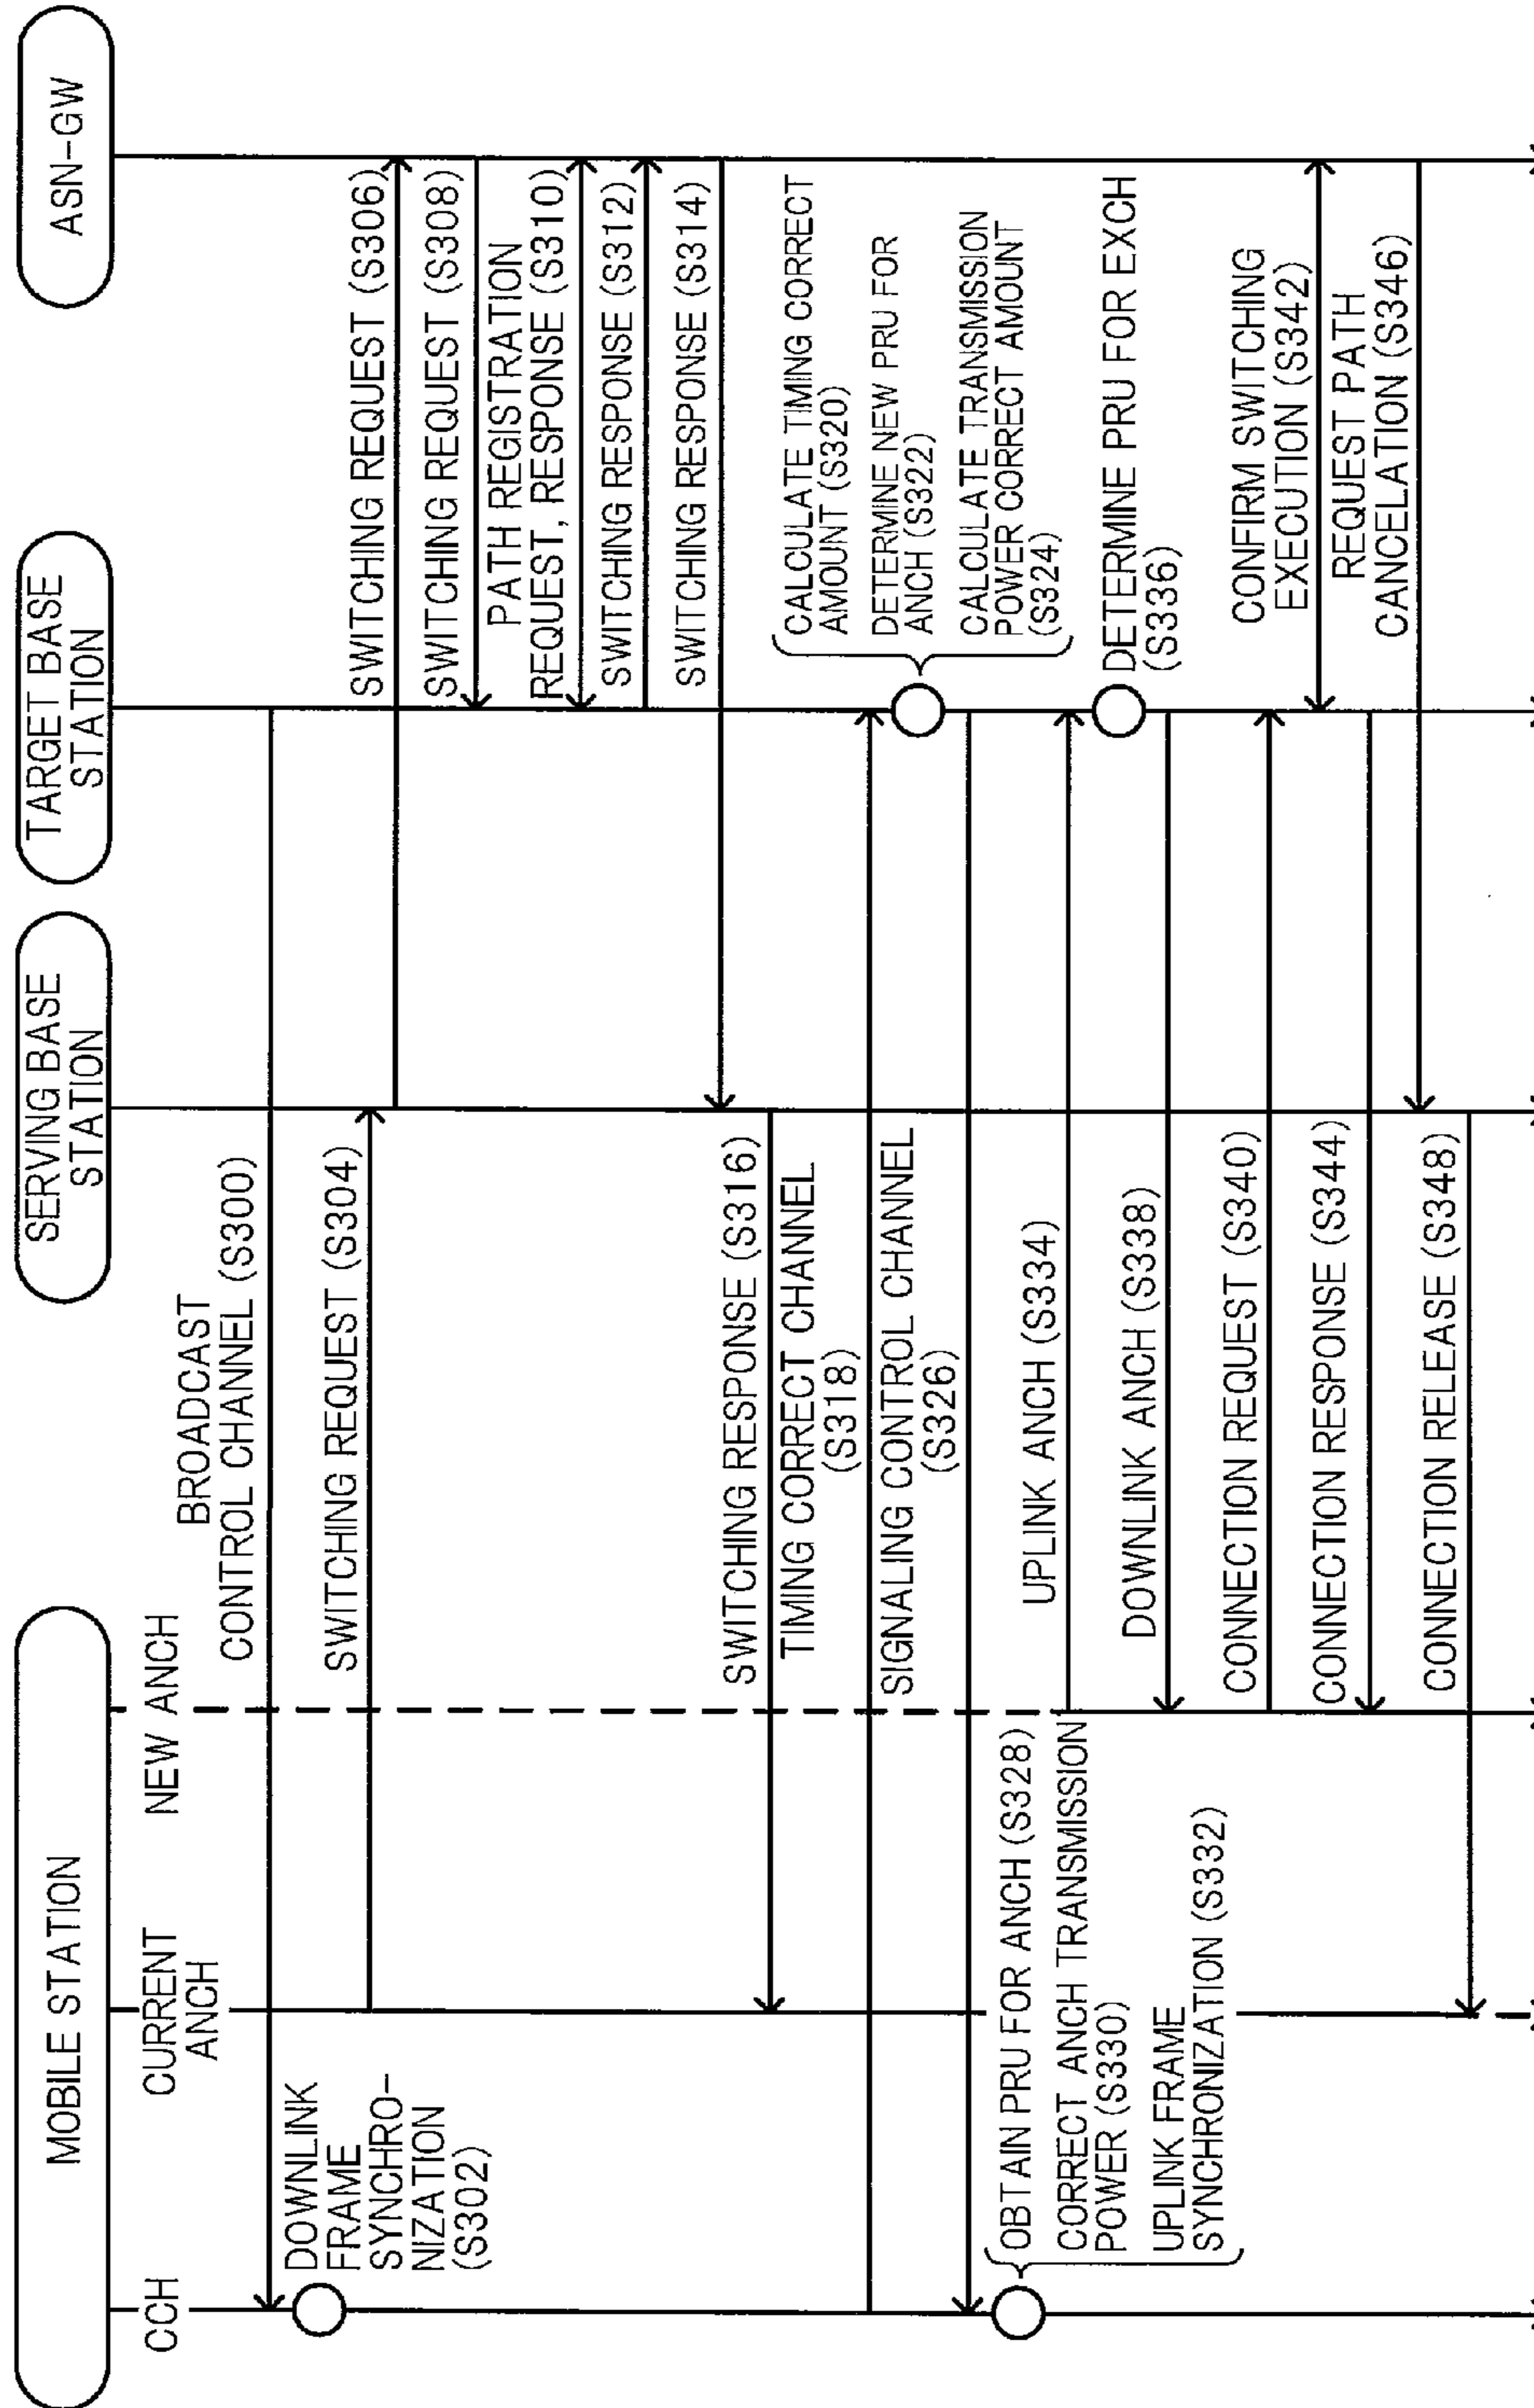 MOBILE STATION
SERVING BASE
STATION
TARGET BASE
STATION
ASN-GW
CCH
CURRENT
ANCH
NEW ANCH
BROADCAST
CONTROL CHANNEL (S300)
DOWNLINK
FRAME
SYNCHRO-
NIZATION
(S302)
SWITCHING REQUEST (S304)
SWITCHING REQUEST (S306)
SWITCHING REQUEST (S308)
PATH REGISTRATION
REQUEST, RESPONSE (S310)
SWITCHING RESPONSE (S312)
SWITCHING RESPONSE (S314)
SWITCHING RESPONSE (S316)
TIMING CORRECT CHANNEL
(S318)
CALCULATE TIMING CORRECT
AMOUNT (S320)
DETERMINE NEW PRU FOR
ANCH (S322)
CALCULATE TRANSMISSION
POWER CORRECT AMOUNT
(S324)
SIGNALING CONTROL CHANNEL
(S326)
OBTAIN PRU FOR ANCH (S328)
CORRECT ANCH TRANSMISSION
POWER (S330)
UPLINK FRAME
SYNCHRONIZATION (S332)
UPLINK ANCH (S334)
DETERMINE PRU FOR EXCH
(S336)
DOWNLINK ANCH (S338)
CONNECTION REQUEST (S340)
CONFIRM SWITCHING
EXECUTION (S342)
CONNECTION RESPONSE (S344)
REQUEST PATH
CANCELATION (S346)
CONNECTION RELEASE (S348)